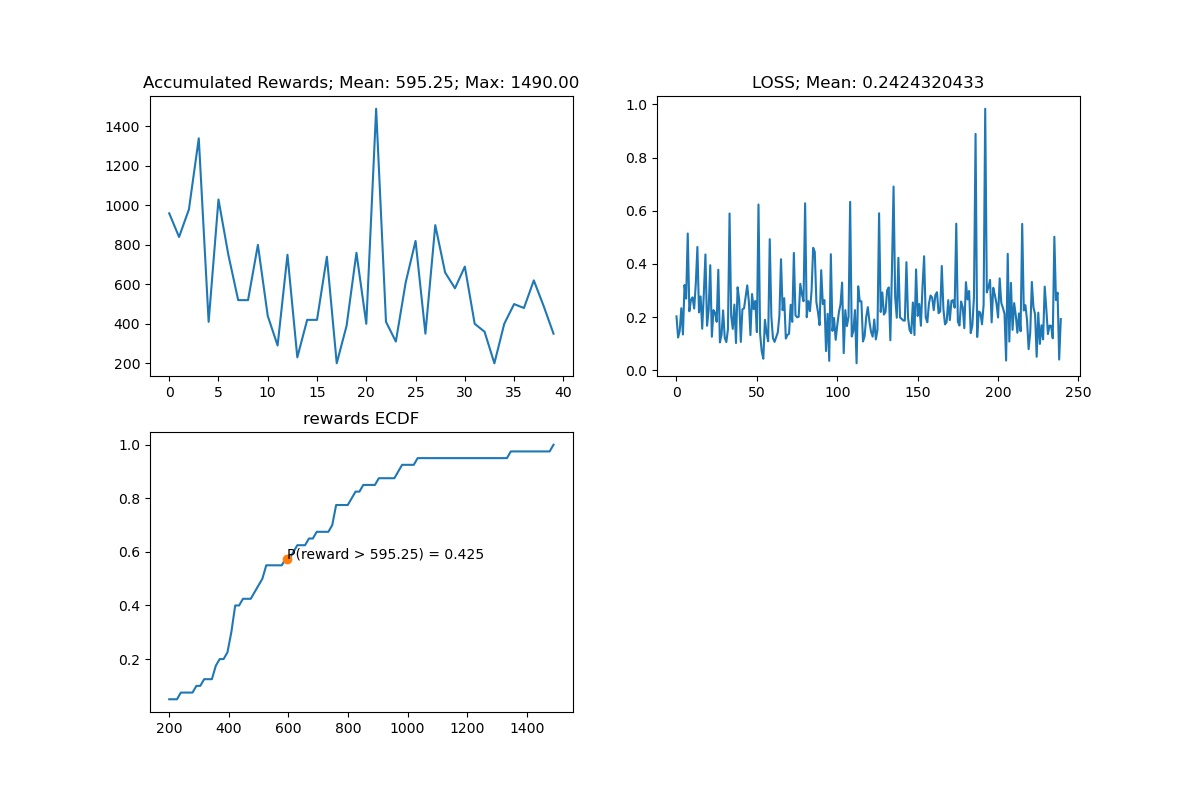 Accumulated Rewards; Mean: 595.25; Max: 1490.00
1400
1200
1000
800
600
400
200
0 5 10 15 20 25 30 35 40
LOSS; Mean: 0.2424320433
1.0
0.8
0.6
0.4
0.2
0.0
0 50 100 150 200 250
rewards ECDF
1.0
0.8
0.6
0.4
0.2
P(reward > 595.25) = 0.425
200 400 600 800 1000 1200 1400